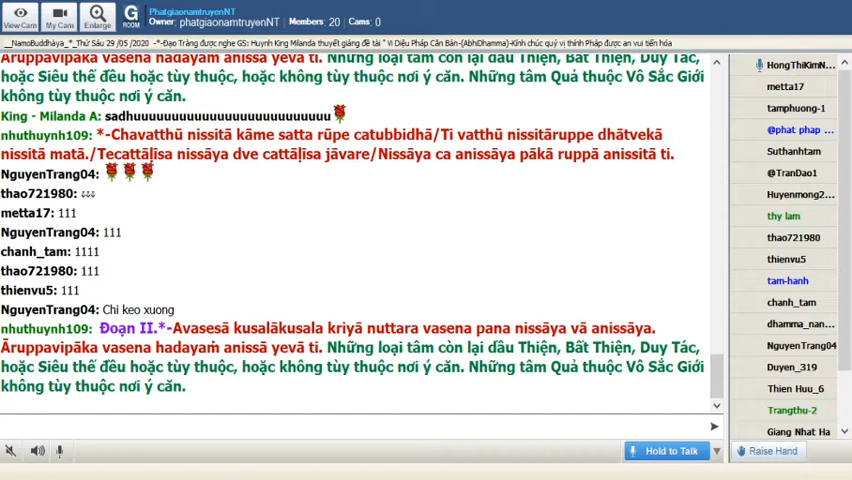 View Cam
My Cam
Enlarge
G
ROOM
PhatgiaonamtruyenNT
Owner: phatgiaonamtruyenNT
Members: 20
Cams: 0
__NamoBuddhàya_*_Thứ Sáu 29 /05 /2020 -*-Đạo Tràng được nghe GS: Huynh King Milanda thuyết giảng đề tài " Vi Diệu Pháp Căn Bản-(AbhiDhamma)-Kính chúc quý vị thính Pháp được an vui tiến hóa
Āruppavipāka vasena hadayaṁ anissā yevā ti. Những loại tâm còn lại dầu Thiện, Bất Thiện, Duy Tác,
hoặc Siêu thế đều hoặc tùy thuộc, hoặc không tùy thuộc nơi ý căn. Những tâm Quả thuộc Vô Sắc Giới
không tùy thuộc nơi ý căn.
King - Milanda A: sadhuuuuuuuuuuuuuuuuuuuuuuuuuuu
nhuthuynh109: *-Chavatthū nissitā kāme satta rūpe catubbidhā/Ti vatthū nissitāruppe dhātvekā
nissitā matā./Tecattāḷīsa nissāya dve cattāḷīsa jāvare/Nissāya ca anissāya pākā ruppā anissitā ti.
NguyenTrang04:
thao721980:
metta17: 111
NguyenTrang04: 111
chanh_tam: 1111
thao721980: 111
thienvu5: 111
NguyenTrang04: Chi keo xuong
nhuthuynh109: Đoạn II.*-Avasesā kusalākusala kriyā nuttara vasena pana nissāya vā anissāya.
Āruppavipāka vasena hadayaṁ anissā yevā ti. Những loại tâm còn lại dầu Thiện, Bất Thiện, Duy Tác,
hoặc Siêu thế đều hoặc tùy thuộc, hoặc không tùy thuộc nơi ý căn. Những tâm Quả thuộc Vô Sắc Giới
không tùy thuộc nơi ý căn.
Hold to Talk
Raise Hand
HongThiKimN...
metta17
tamphuong-1
@phat phap ...
Suthanhtam
@TranDao1
Huyenmong2...
thy lam
thao721980
thienvu5
tam-hanh
chanh_tam
dhamma_nan...
NguyenTrang04
Duyen_319
Thien Huu_6
Trangthu-2
Giang Nhat Ha